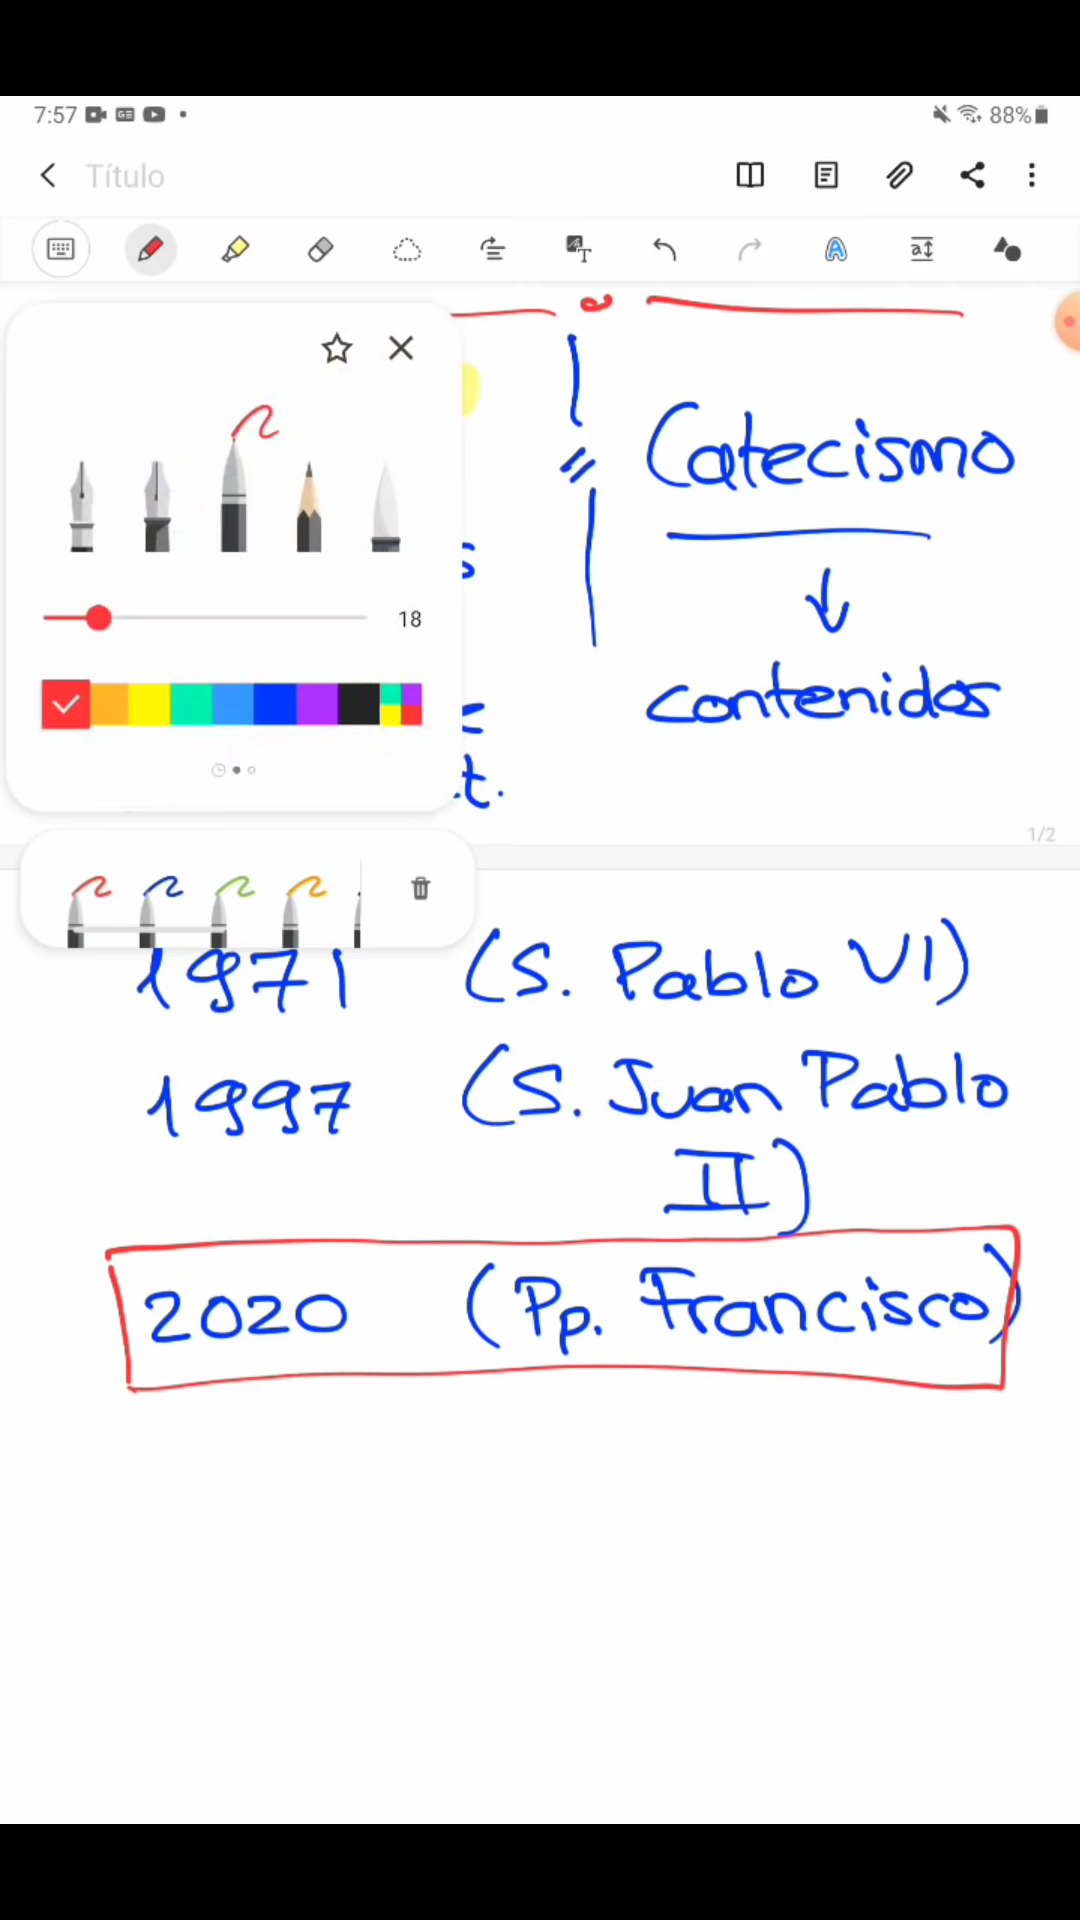 7:57 GE 88%
Título
Catecismo
18
contenidos
.t.
1/2
1971 (S. Pablo VI)
1997 (S. Juan Pablo
II)
2020 (Pp. Francisco)